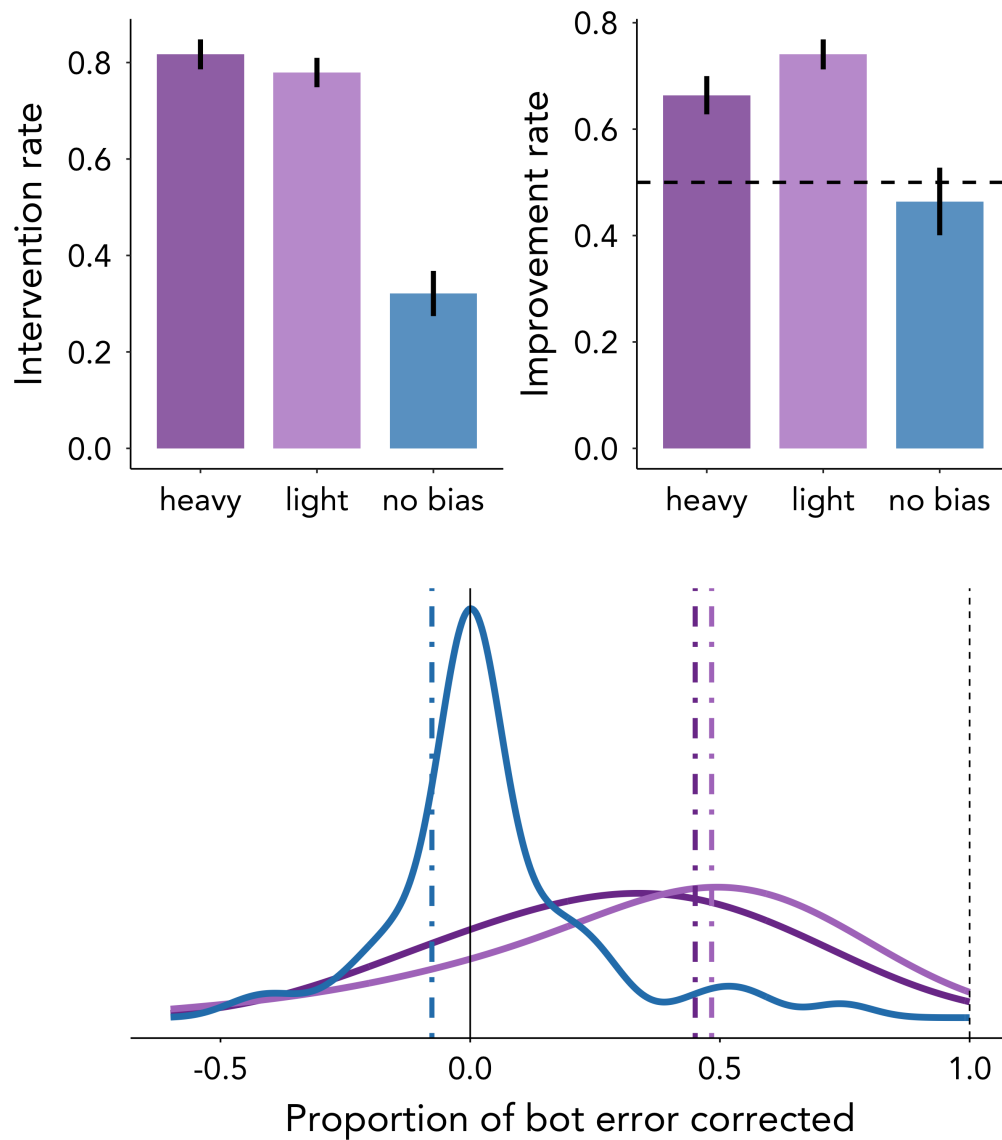 Intervention rate
0.8
0.6
0.4
0.2
0.0
heavy light no bias
Improvement rate
0.8
0.6
0.4
0.2
0.0
heavy light no bias
-0.5 0.0 0.5 1.0
Proportion of bot error corrected